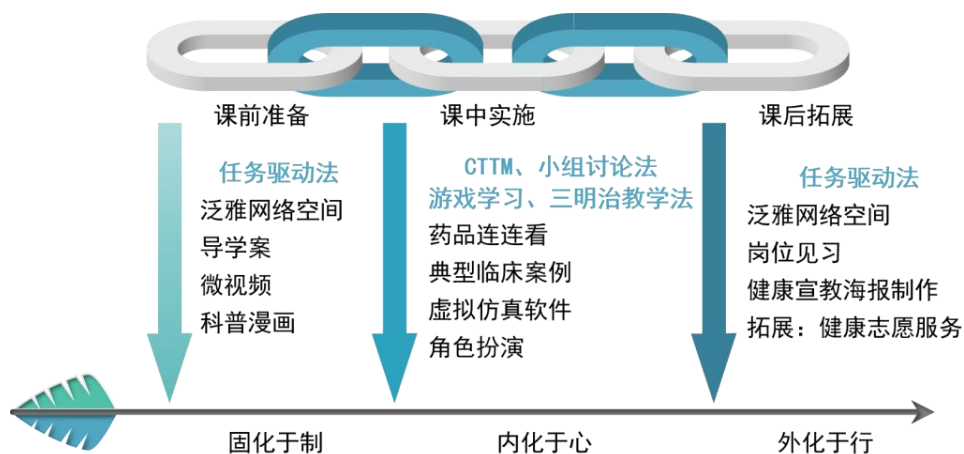 课前准备
课中实施
课后拓展
任务驱动法
泛雅网络空间
导学案
微视频
科普漫画
CTTM、小组讨论法
游戏学习、三明治教学法
药品连连看
典型临床案例
虚拟仿真软件
角色扮演
任务驱动法
泛雅网络空间
岗位见习
健康宣教海报制作
拓展：健康志愿服务
固化于制
内化于心
外化于行